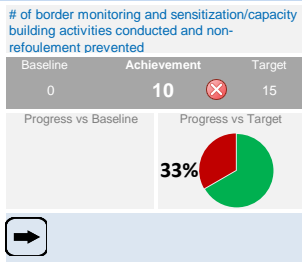 # of border monitoring and sensitization/capacity
building activities conducted and non-
refoulement prevented
Baseline Achievement Target
0 10 15
Progress vs Baseline Progress vs Target
33%